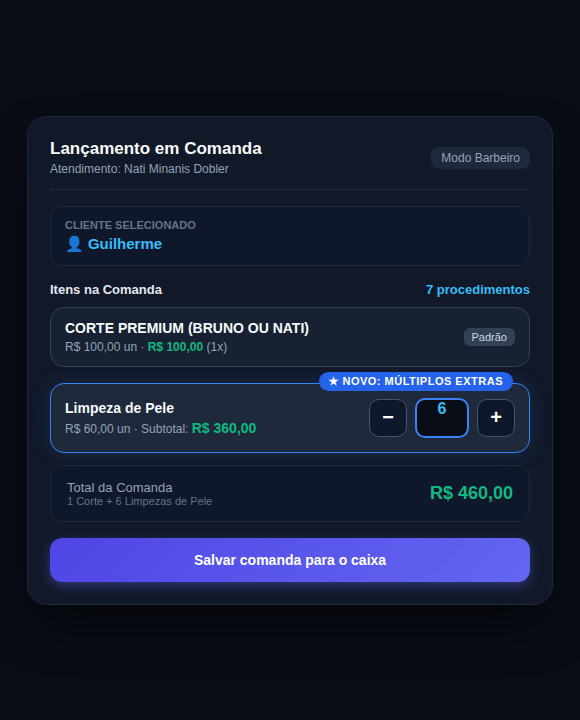 Lançamento em Comanda
Atendimento: Nati Minanis Dobler
Modo Barbeiro
CLIENTE SELECIONADO
👤 Guilherme
Itens na Comanda
7 procedimentos
CORTE PREMIUM (BRUNO OU NATI)
R$ 100,00 un · R$ 100,00 (1x)
Padrão
★ NOVO: MÚLTIPLOS EXTRAS
Limpeza de Pele
R$ 60,00 un · Subtotal: R$ 360,00
− 6 +
Total da Comanda
1 Corte + 6 Limpezas de Pele
R$ 460,00
Salvar comanda para o caixa